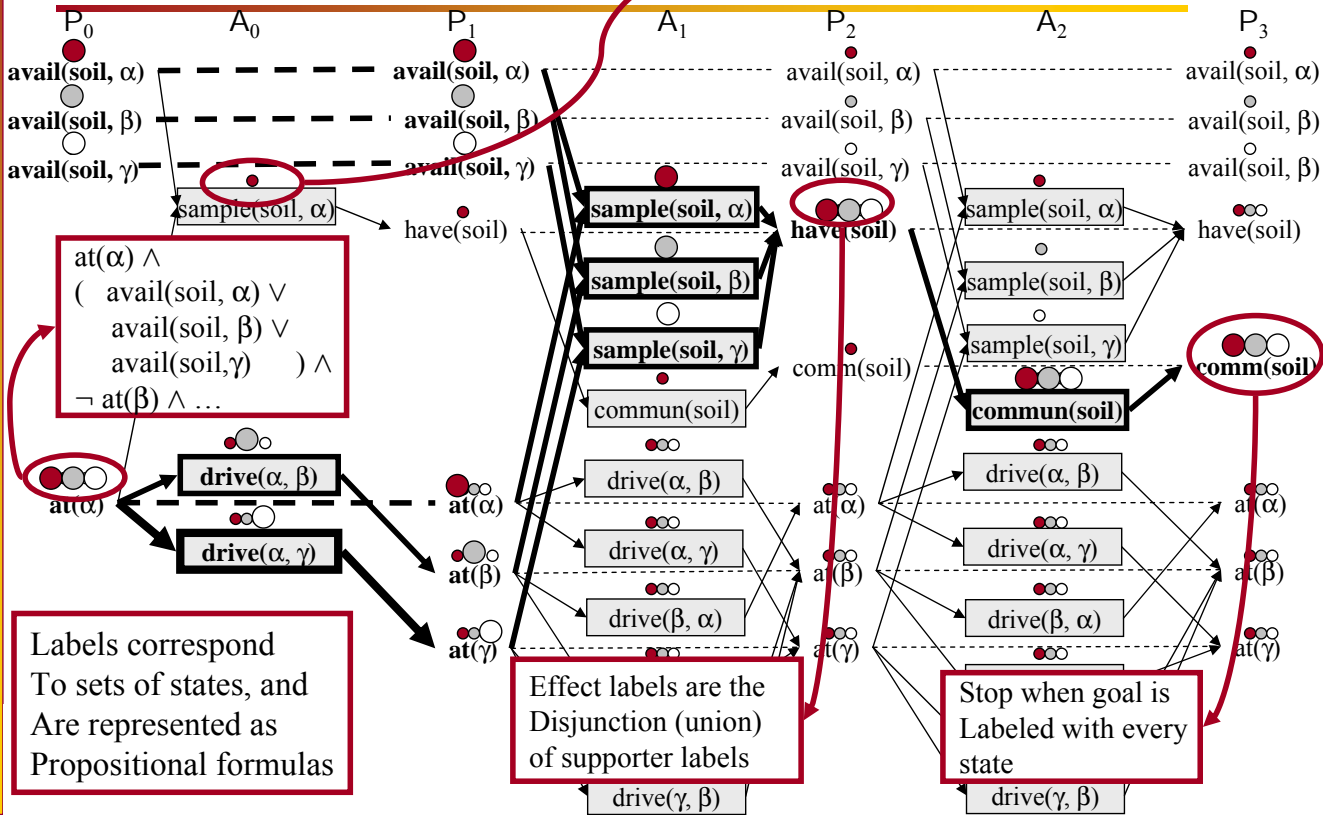 P0 A0 P1 A1 P2 A2 P3
avail(soil, α)
avail(soil, β)
avail(soil, γ)
sample(soil, α)
at(α) ∧
( avail(soil, α) ∨
avail(soil, β) ∨
avail(soil,γ) ) ∧
¬ at(β) ∧ …
at(α)
drive(α, β)
drive(α, γ)
Labels correspond
To sets of states, and
Are represented as
Propositional formulas
avail(soil, α)
avail(soil, β)
avail(soil, γ)
have(soil)
at(α)
at(β)
at(γ)
sample(soil, α)
sample(soil, β)
sample(soil, γ)
commun(soil)
drive(α, β)
drive(α, γ)
drive(β, α)
Effect labels are the
Disjunction (union)
of supporter labels
drive(γ, β)
avail(soil, α)
avail(soil, β)
avail(soil, γ)
have(soil)
comm(soil)
at(α)
at(β)
at(γ)
sample(soil, α)
sample(soil, β)
sample(soil, γ)
commun(soil)
drive(α, β)
drive(α, γ)
drive(β, α)
Stop when goal is
Labeled with every
state
drive(γ, β)
avail(soil, α)
avail(soil, β)
avail(soil, β)
have(soil)
comm(soil)
at(α)
at(β)
at(γ)